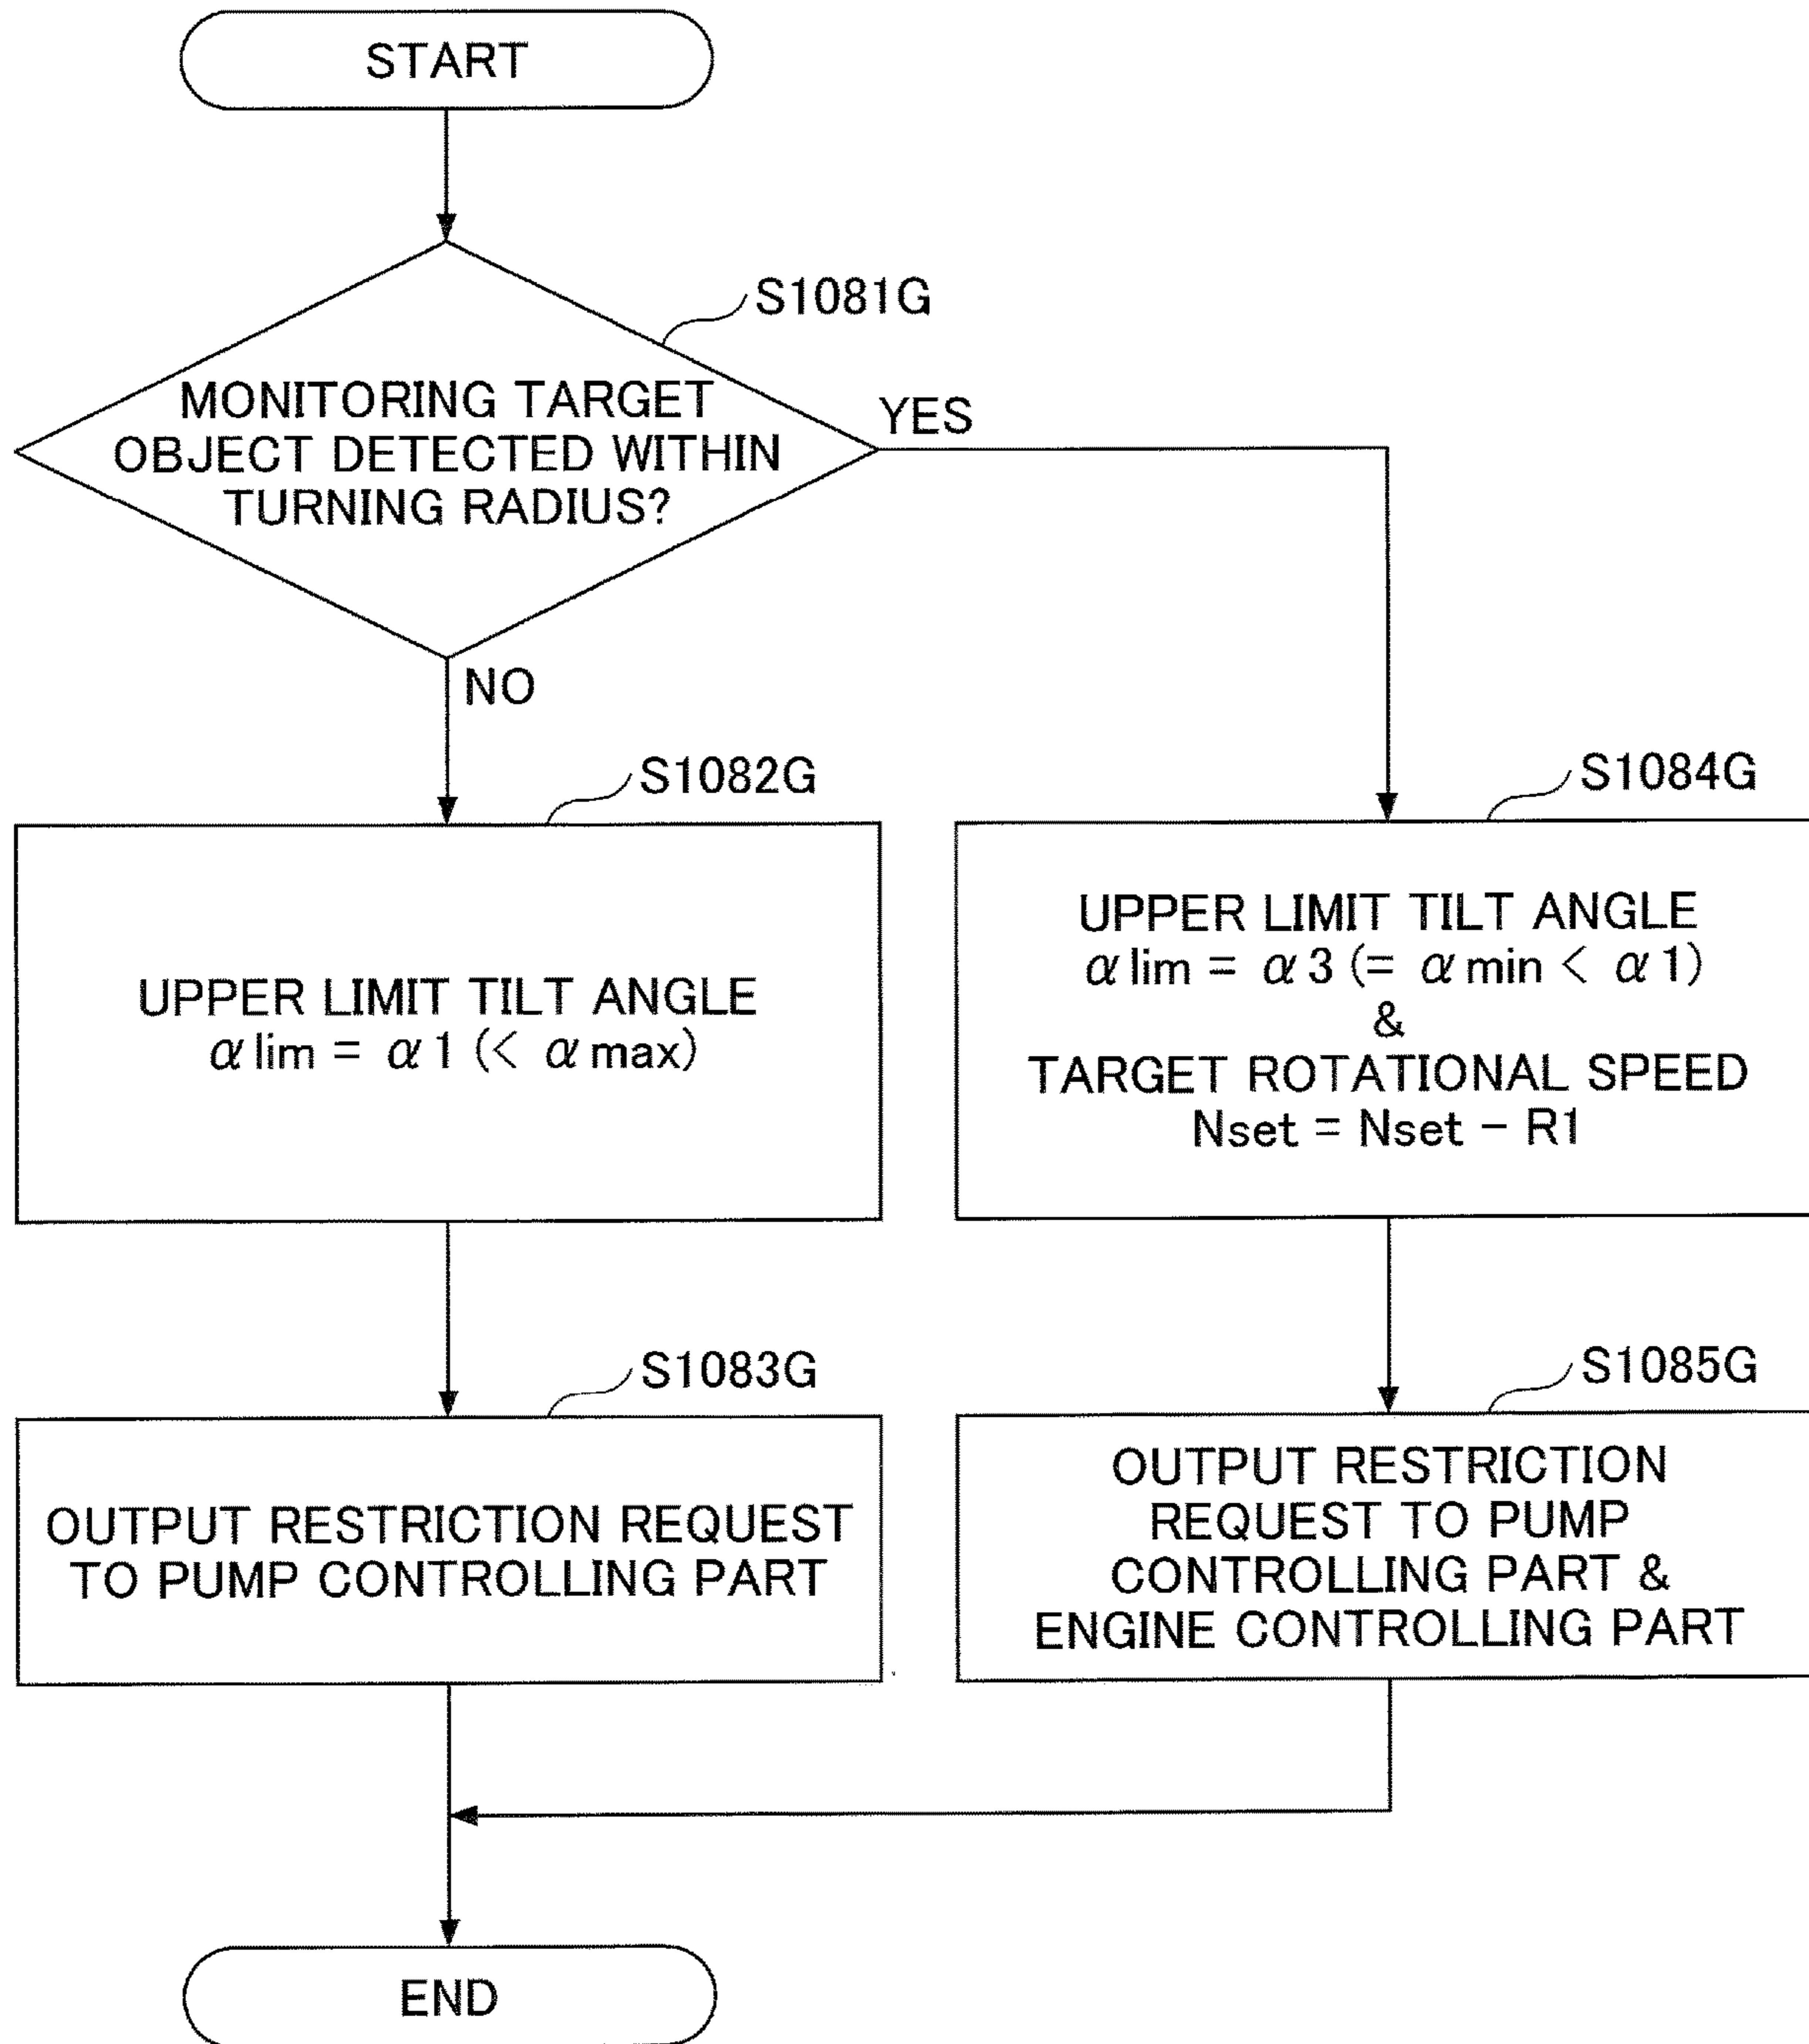 START
S1081G
MONITORING TARGET
OBJECT DETECTED WITHIN
TURNING RADIUS?
YES
NO
S1082G
UPPER LIMIT TILT ANGLE
α lim = α 1 (< α max)
S1084G
UPPER LIMIT TILT ANGLE
α lim = α 3 (= α min < α 1)
&
TARGET ROTATIONAL SPEED
Nset = Nset − R1
S1083G
OUTPUT RESTRICTION REQUEST
TO PUMP CONTROLLING PART
S1085G
OUTPUT RESTRICTION
REQUEST TO PUMP
CONTROLLING PART &
ENGINE CONTROLLING PART
END